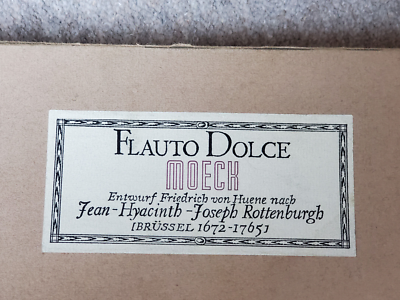 FLAUTO DOLCE
MOECK
Entwurf Friedrich von Huene nach
Jean-Hyacinth-Joseph Rottenburgh
[BRÜSSEL 1672-1765]